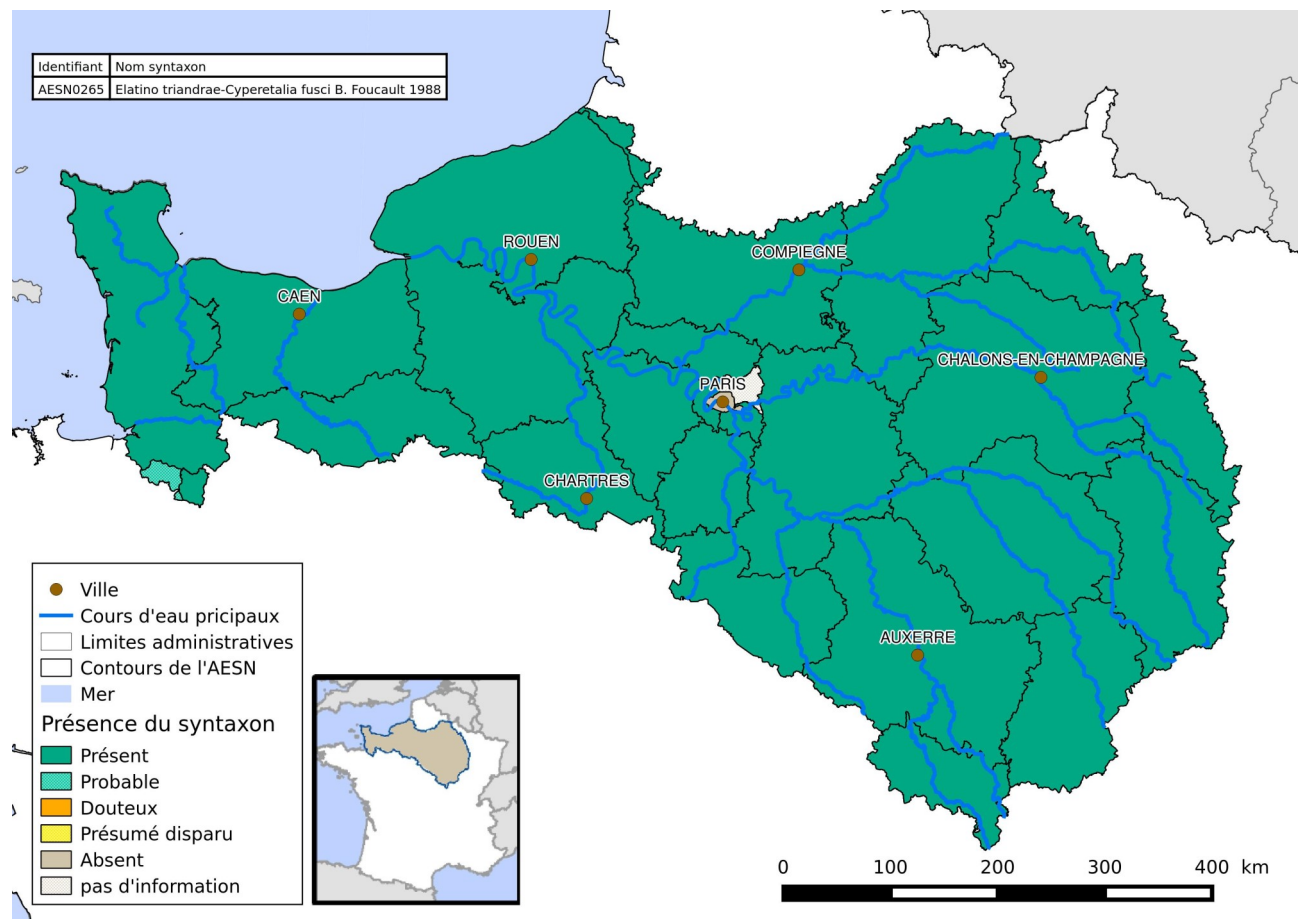 Identifiant Nom syntaxon
AESN0265 Elatino triandrae-Cyperetalia fusci B. Foucault 1988
ROUEN
COMPIEGNE
CAEN
CHALONS-EN-CHAMPAGNE
PARIS
CHARTRES
AUXERRE
Ville
Cours d'eau pricipaux
Limites administratives
Contours de l'AESN
Mer
Présence du syntaxon
Présent
Probable
Douteux
Présumé disparu
Absent
pas d'information
0 100 200 300 400 km